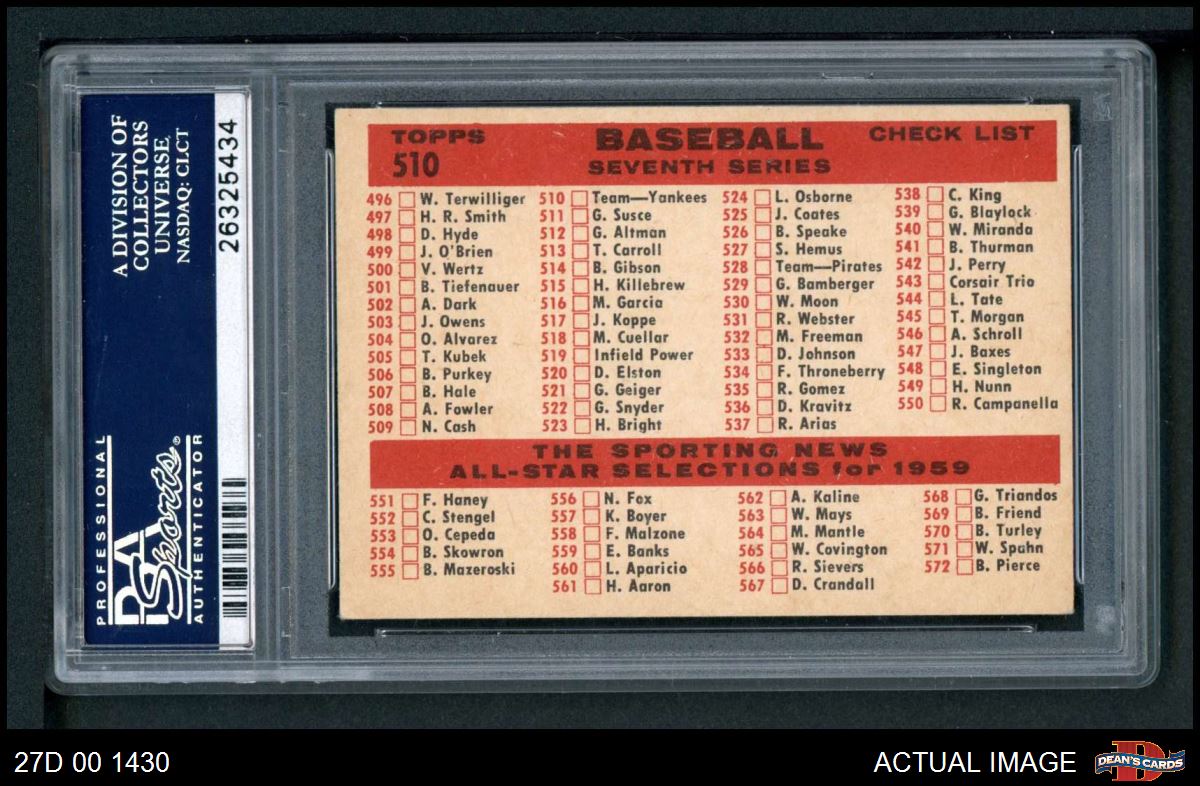 A DIVISION OF
COLLECTORS
UNIVERSE
NASDAQ: CLCT
26325434
PROFESSIONAL
PSA
Sports®
AUTHENTICATOR
TOPPS BASEBALL CHECK LIST
510 SEVENTH SERIES
496 W. Terwilliger
497 H. R. Smith
498 D. Hyde
499 J. O'Brien
500 V. Wertz
501 B. Tiefenauer
502 A. Dark
503 J. Owens
504 O. Alvarez
505 T. Kubek
506 B. Purkey
507 B. Hale
508 A. Fowler
509 N. Cash
510 Team—Yankees
511 G. Susce
512 G. Altman
513 T. Carroll
514 B. Gibson
515 H. Killebrew
516 M. Garcia
517 J. Koppe
518 M. Cuellar
519 Infield Power
520 D. Elston
521 G. Geiger
522 G. Snyder
523 H. Bright
524 L. Osborne
525 J. Coates
526 B. Speake
527 S. Hemus
528 Team—Pirates
529 G. Bamberger
530 W. Moon
531 R. Webster
532 M. Freeman
533 D. Johnson
534 F. Throneberry
535 R. Gomez
536 D. Kravitz
537 R. Arias
538 C. King
539 G. Blaylock
540 W. Miranda
541 B. Thurman
542 J. Perry
543 Corsair Trio
544 L. Tate
545 T. Morgan
546 A. Schroll
547 J. Baxes
548 E. Singleton
549 H. Nunn
550 R. Campanella
THE SPORTING NEWS
ALL-STAR SELECTIONS for 1959
551 F. Haney
552 C. Stengel
553 O. Cepeda
554 B. Skowron
555 B. Mazeroski
556 N. Fox
557 K. Boyer
558 F. Malzone
559 E. Banks
560 L. Aparicio
561 H. Aaron
562 A. Kaline
563 W. Mays
564 M. Mantle
565 W. Covington
566 R. Sievers
567 D. Crandall
568 G. Triandos
569 B. Friend
570 B. Turley
571 W. Spahn
572 B. Pierce
27D 00 1430
ACTUAL IMAGE
DEAN'S CARDS